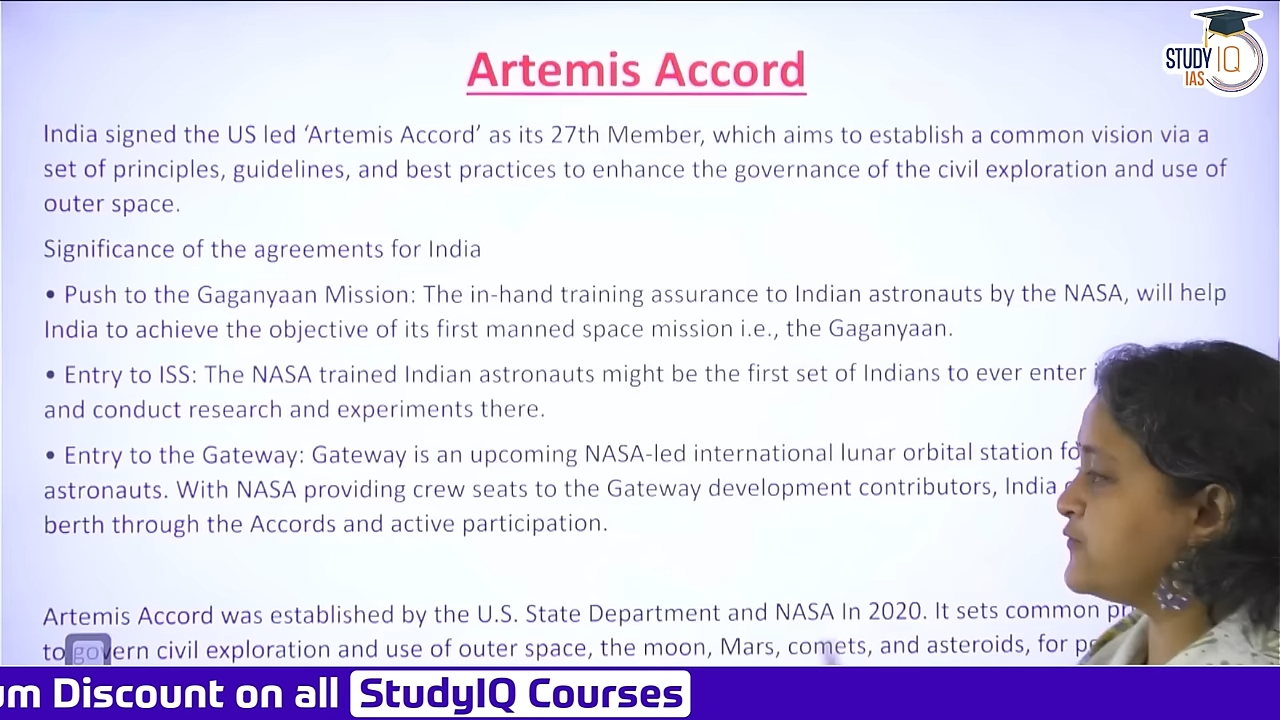 Artemis Accord
STUDY IQ
IAS
India signed the US led ‘Artemis Accord’ as its 27th Member, which aims to establish a common vision via a
set of principles, guidelines, and best practices to enhance the governance of the civil exploration and use of
outer space.
Significance of the agreements for India
• Push to the Gaganyaan Mission: The in-hand training assurance to Indian astronauts by the NASA, will help
India to achieve the objective of its first manned space mission i.e., the Gaganyaan.
• Entry to ISS: The NASA trained Indian astronauts might be the first set of Indians to ever enter
and conduct research and experiments there.
• Entry to the Gateway: Gateway is an upcoming NASA-led international lunar orbital station
astronauts. With NASA providing crew seats to the Gateway development contributors, India
berth through the Accords and active participation.
Artemis Accord was established by the U.S. State Department and NASA In 2020. It sets common
to govern civil exploration and use of outer space, the moon, Mars, comets, and asteroids, for
um Discount on all StudyIQ Courses